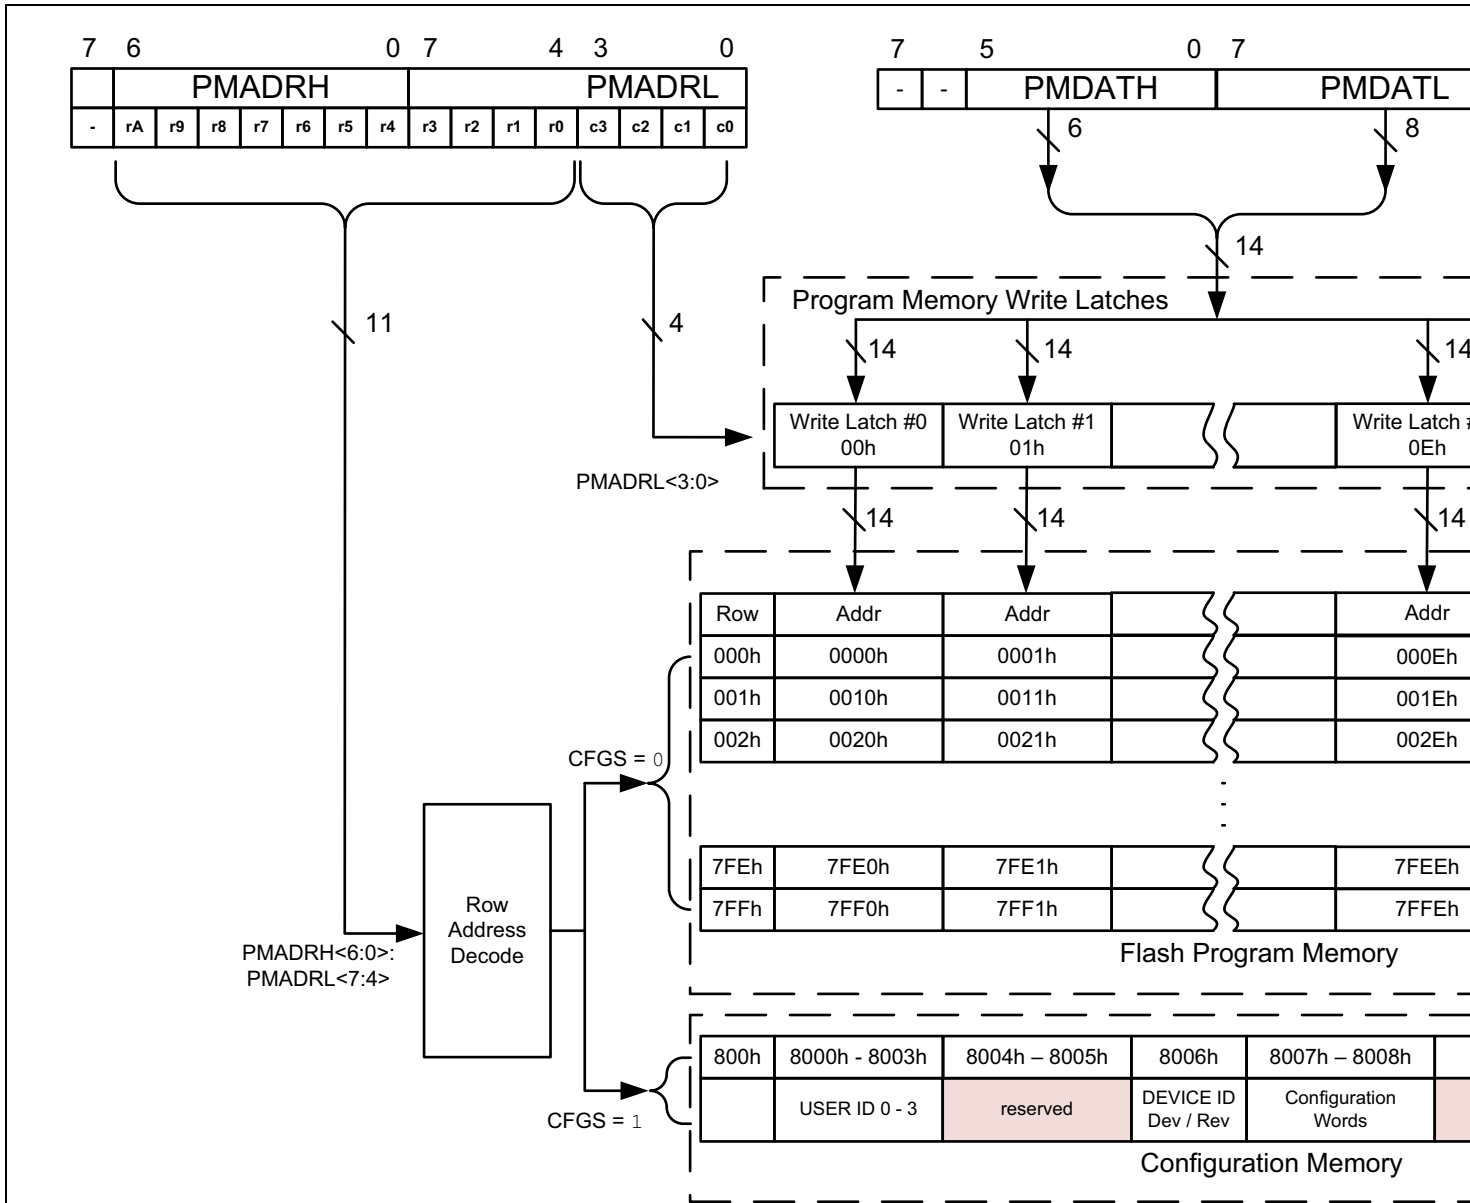 7 6 0 7 4 3 0
PMADRH PMADRL
- rA r9 r8 r7 r6 r5 r4 r3 r2 r1 r0 c3 c2 c1 c0
7 5 0 7
- - PMDATH PMDATL
6 8
14
11 4
Program Memory Write Latches
14 14 14
Write Latch #0 Write Latch #1 Write Latch #
00h 01h 0Eh
PMADRL<3:0>
14 14 14
Row Addr Addr Addr
000h 0000h 0001h 000Eh
001h 0010h 0011h 001Eh
002h 0020h 0021h 002Eh
CFGS = 0
7FEh 7FE0h 7FE1h 7FEEh
7FFh 7FF0h 7FF1h 7FFEh
Flash Program Memory
Row
Address
Decode
PMADRH<6:0>:
PMADRL<7:4>
800h 8000h - 8003h 8004h – 8005h 8006h 8007h – 8008h
USER ID 0 - 3 reserved DEVICE ID Configuration
Dev / Rev Words
CFGS = 1
Configuration Memory